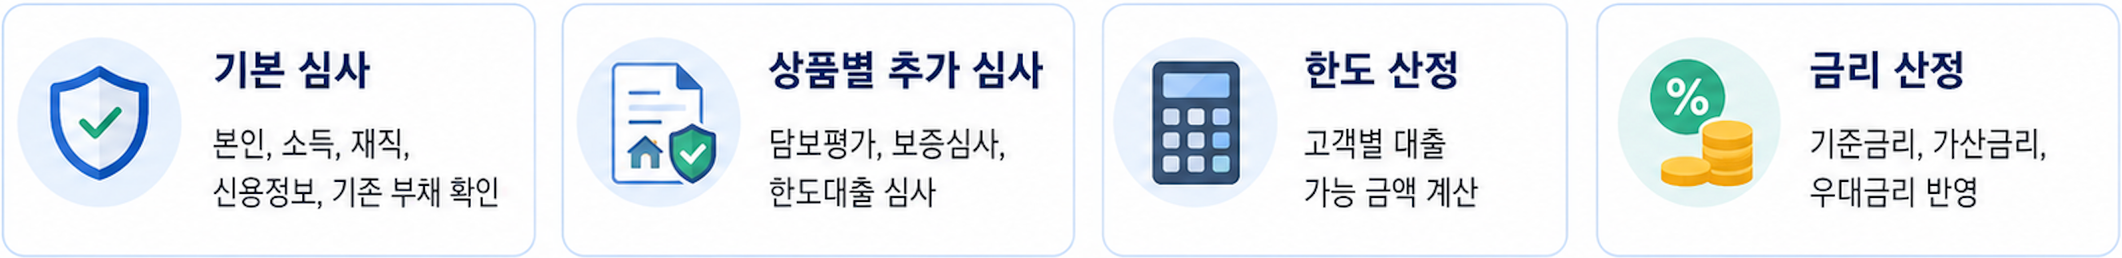 기본 심사
본인, 소득, 재직,
신용정보, 기존 부채 확인
상품별 추가 심사
담보평가, 보증심사,
한도대출 심사
한도 산정
고객별 대출
가능 금액 계산
%
금리 산정
기준금리, 가산금리,
우대금리 반영